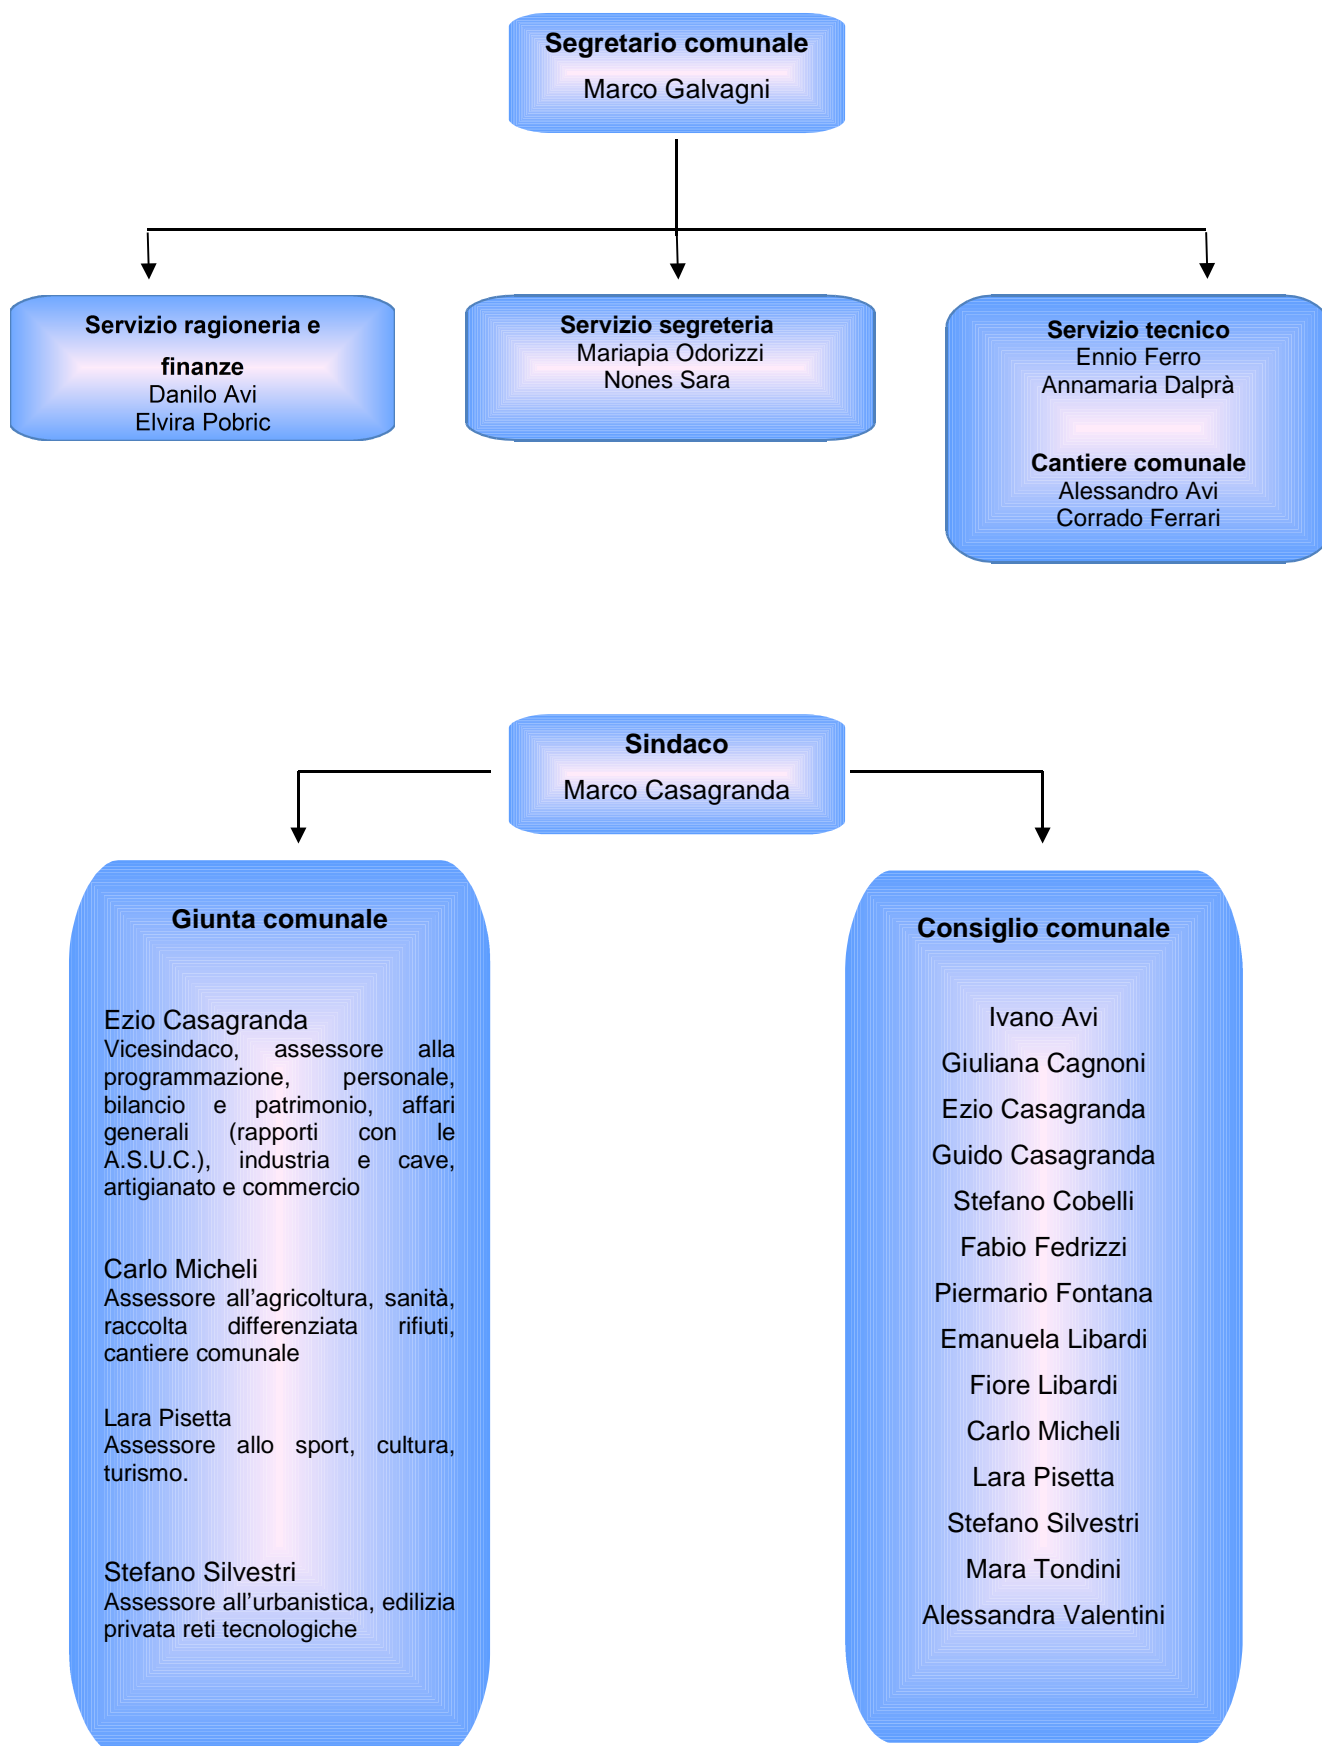 Segretario comunale
Marco Galvagni
Servizio ragioneria e
finanze
Danilo Avi
Elvira Pobric
Servizio segreteria
Mariapia Odorizzi
Nones Sara
Servizio tecnico
Ennio Ferro
Annamaria Dalprà
Cantiere comunale
Alessandro Avi
Corrado Ferrari
Sindaco
Marco Casagranda
Giunta comunale
Ezio Casagranda
Vicesindaco, assessore alla
programmazione, personale,
bilancio e patrimonio, affari
generali (rapporti con le
A.S.U.C.), industria e cave,
artigianato e commercio
Carlo Micheli
Assessore all’agricoltura, sanità,
raccolta differenziata rifiuti,
cantiere comunale
Lara Pisetta
Assessore allo sport, cultura,
turismo.
Stefano Silvestri
Assessore all’urbanistica, edilizia
privata reti tecnologiche
Consiglio comunale
Ivano Avi
Giuliana Cagnoni
Ezio Casagranda
Guido Casagranda
Stefano Cobelli
Fabio Fedrizzi
Piermario Fontana
Emanuela Libardi
Fiore Libardi
Carlo Micheli
Lara Pisetta
Stefano Silvestri
Mara Tondini
Alessandra Valentini